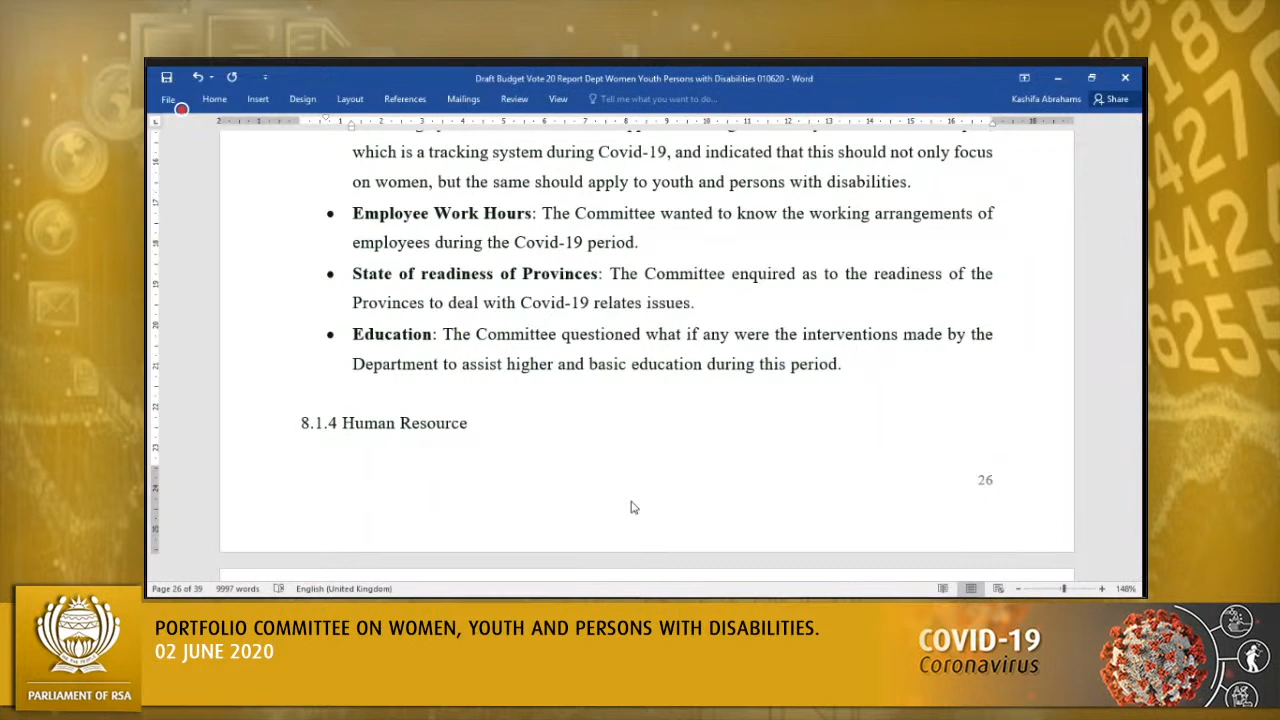 Draft Budget Vote 20 Report Dept Women Youth Persons with Disabilities 010620 - Word
File Home Insert Design Layout References Mailings Review View Tell me what you want to do... Kashifa Abrahams Share
which is a tracking system during Covid-19, and indicated that this should not only focus
on women, but the same should apply to youth and persons with disabilities.
• Employee Work Hours: The Committee wanted to know the working arrangements of
employees during the Covid-19 period.
• State of readiness of Provinces: The Committee enquired as to the readiness of the
Provinces to deal with Covid-19 relates issues.
• Education: The Committee questioned what if any were the interventions made by the
Department to assist higher and basic education during this period.
8.1.4 Human Resource
26
Page 26 of 39 9997 words English (United Kingdom) 148%
PORTFOLIO COMMITTEE ON WOMEN, YOUTH AND PERSONS WITH DISABILITIES.
02 JUNE 2020
PARLIAMENT OF RSA
COVID-19
Coronavirus